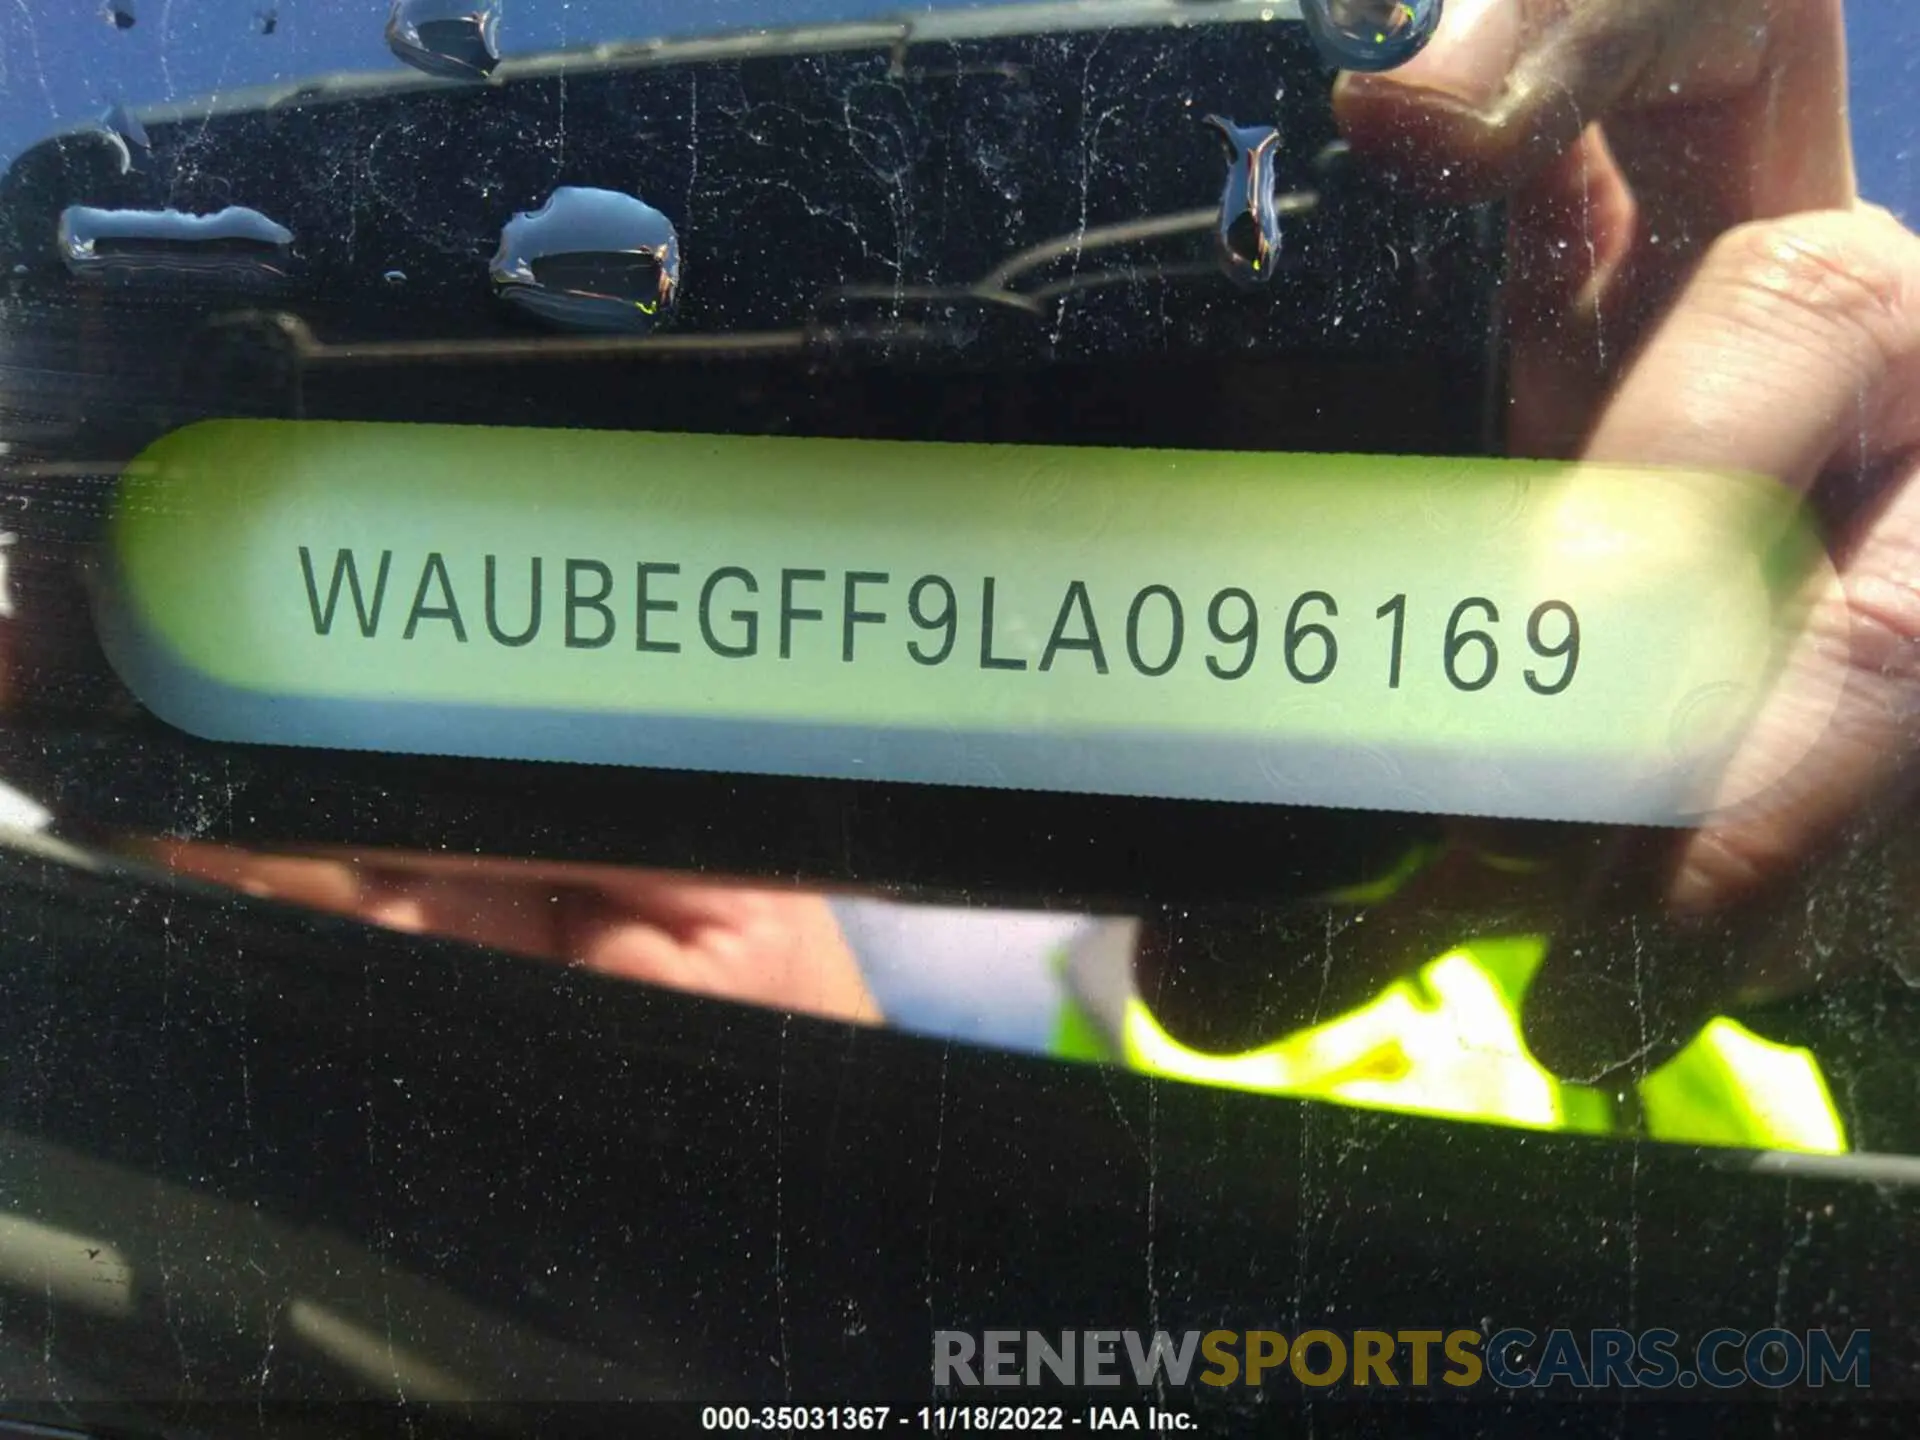 WAUBEGFF9LA096169
RENEWSPORTSCARS.COM
000-35031367 - 11/18/2022 - IAA Inc.